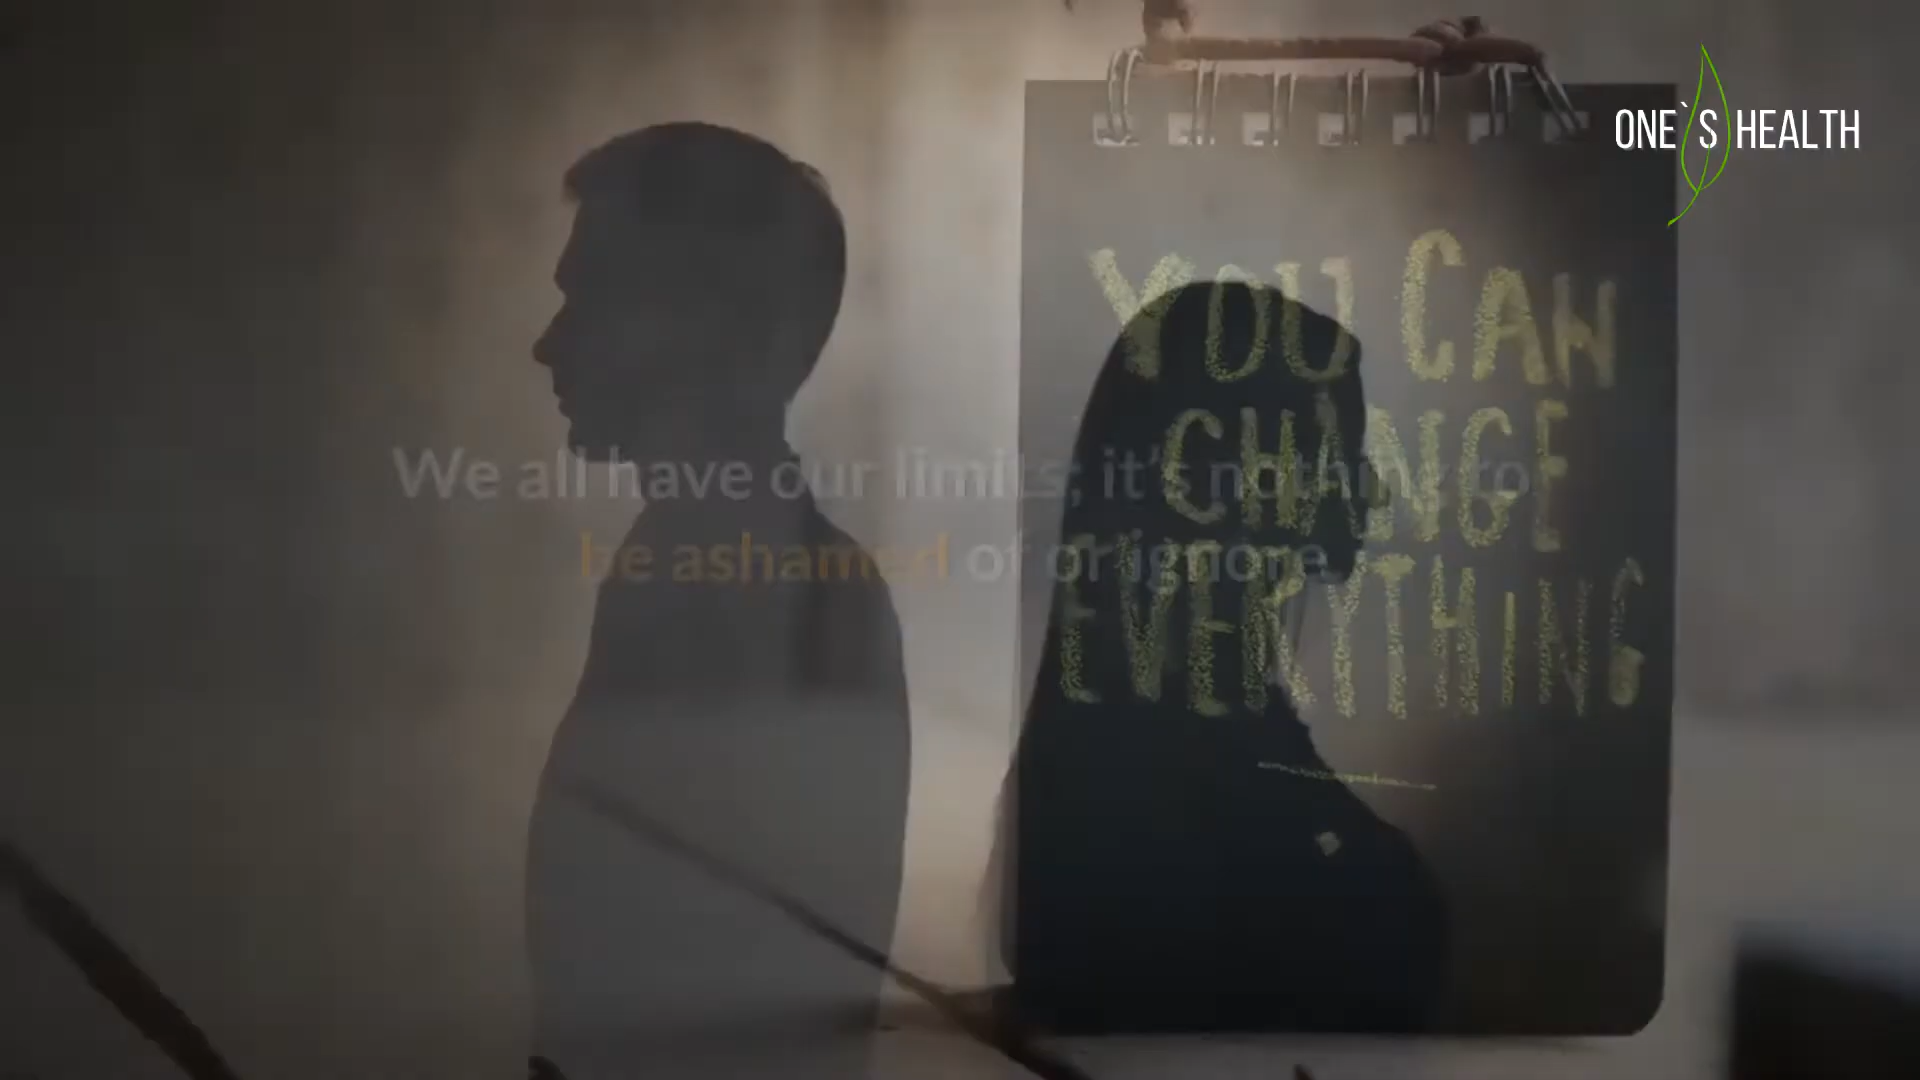 ONE`S HEALTH
YOU CAN
CHANGE
EVERYTHING
We all have our limits; it's nothing to
be ashamed of or ignore.